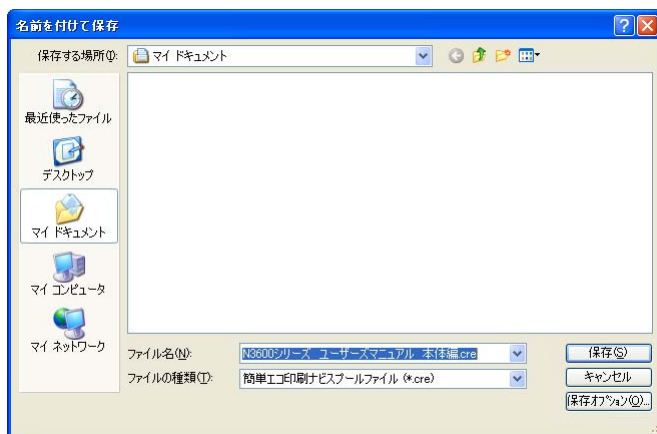 名前を付けて保存
保存する場所(I):
マイ ドキュメント
最近使ったファイル
デスクトップ
マイ ドキュメント
マイ コンピュータ
マイ ネットワーク
ファイル名(N):
N3600シリーズ ユーザーズマニュアル 本体編.cre
保存(S)
ファイルの種類(T):
簡単エコ印刷ナビスプールファイル (*.cre)
キャンセル
保存オプション(O)...